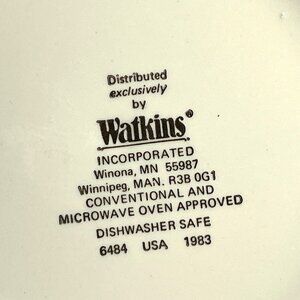 Distributed
exclusively
by
Watkins®
INCORPORATED
Winona, MN 55987
Winnipeg, MAN. R3B 0G1
CONVENTIONAL AND
MICROWAVE OVEN APPROVED
DISHWASHER SAFE
6484 USA 1983